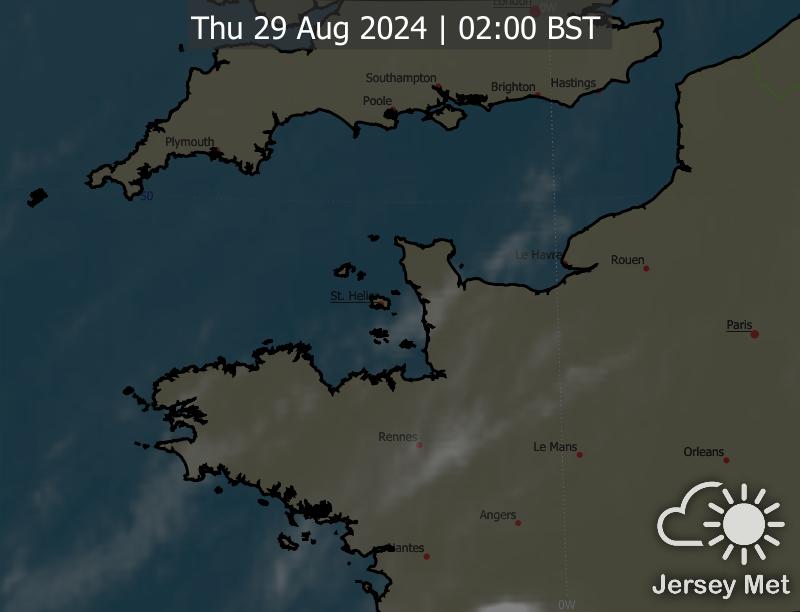 London
0W
Thu 29 Aug 2024 | 02:00 BST
Southampton
Brighton
Hastings
Poole
Plymouth
50
Le Havre
Rouen
St. Helier
Paris
Rennes
Le Mans
Orleans
Angers
Nantes
0W
Jersey Met